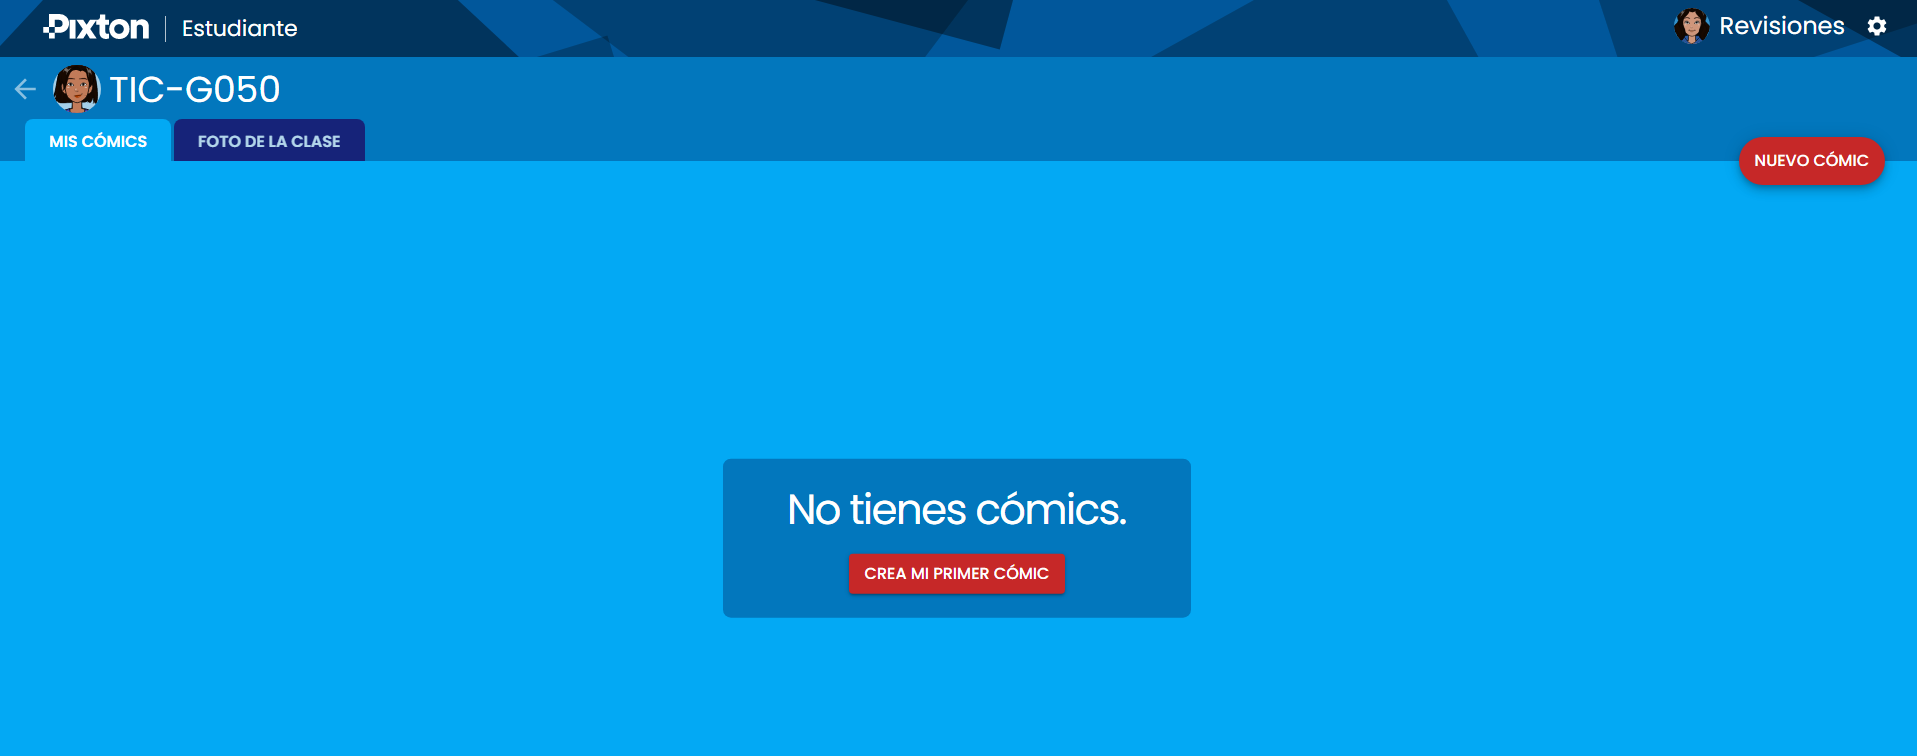 Pixton Estudiante
Revisiones
TIC-G050
MIS CÓMICS
FOTO DE LA CLASE
NUEVO CÓMIC
No tienes cómics.
CREA MI PRIMER CÓMIC